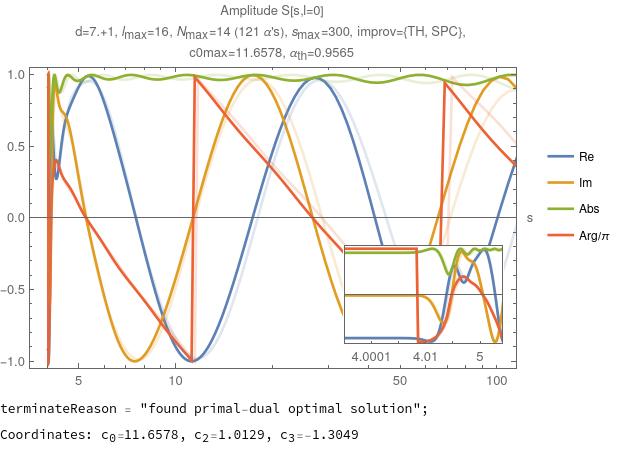 Amplitude S[s,l=0]
d=7.+1, lmax=16, Nmax=14 (121 α's), smax=300, improv={TH, SPC},
c0max=11.6578, αth=0.9565
1.0
0.5
0.0
−0.5
−1.0
5
10
50
100
s
4.0001
4.01
5
Re
Im
Abs
Arg/π
terminateReason = "found primal-dual optimal solution";
Coordinates: c0=11.6578, c2=1.0129, c3=-1.3049